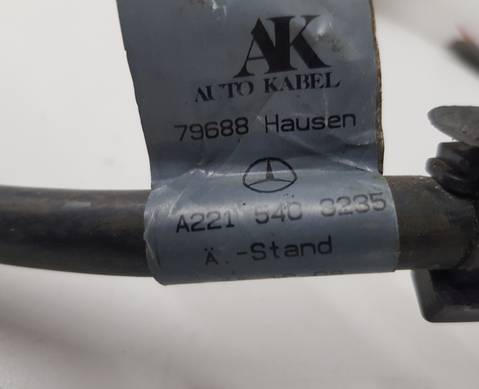 AK
AUTO KABEL
79688 Hausen
A221 540 3235
Ä.-Stand